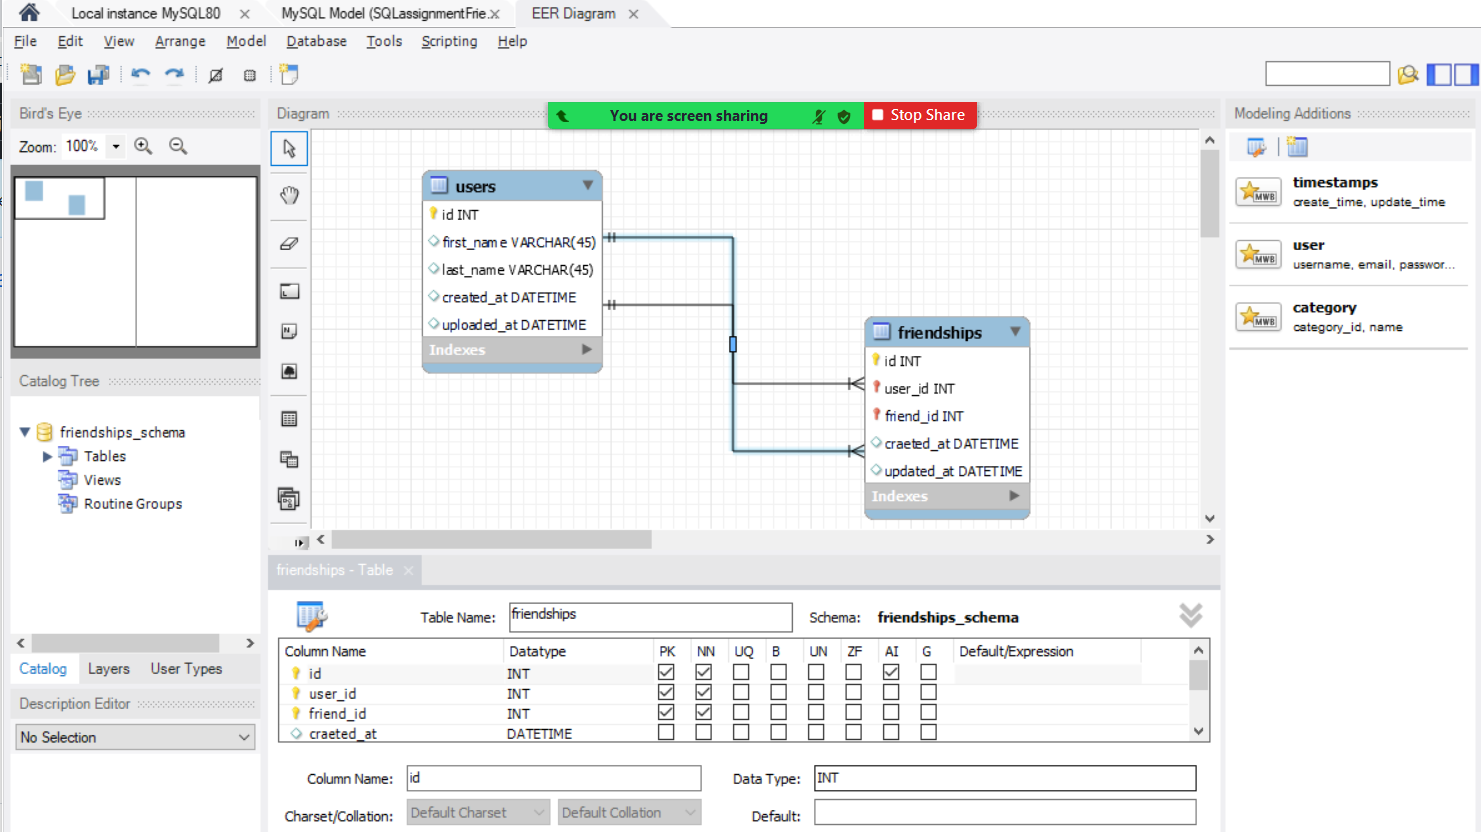 Local instance MySQL80
MySQL Model (SQLassignmentFrie...
EER Diagram
File Edit View Arrange Model Database Tools Scripting Help
Bird's Eye
Zoom: 100%
Catalog Tree
friendships_schema
Tables
Views
Routine Groups
Catalog Layers User Types
Description Editor
No Selection
Diagram
You are screen sharing
Stop Share
users
id INT
first_name VARCHAR(45)
last_name VARCHAR(45)
created_at DATETIME
uploaded_at DATETIME
Indexes
friendships
id INT
user_id INT
friend_id INT
craeted_at DATETIME
updated_at DATETIME
Indexes
friendships - Table
Table Name: friendships Schema: friendships_schema
Column Name Datatype PK NN UQ B UN ZF AI G Default/Expression
id INT
user_id INT
friend_id INT
craeted_at DATETIME
Column Name: id Data Type: INT
Charset/Collation: Default Charset Default Collation Default:
Modeling Additions
timestamps
create_time, update_time
MWB
user
username, email, passwor...
MWB
category
category_id, name
MWB